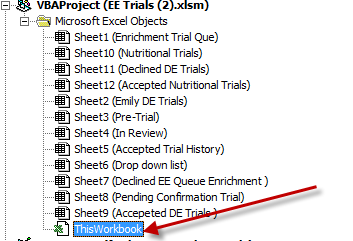 VBAProject (EE Trials (2).xlsm)
Microsoft Excel Objects
Sheet1 (Enrichment Trial Que)
Sheet10 (Nutritional Trials)
Sheet11 (Declined DE Trials)
Sheet12 (Accepted Nutritional Trials)
Sheet2 (Emily DE Trials)
Sheet3 (Pre-Trial)
Sheet4 (In Review)
Sheet5 (Accepted Trial History)
Sheet6 (Drop down list)
Sheet7 (Declined EE Queue Enrichment )
Sheet8 (Pending Confirmation Trial)
Sheet9 (Accepeted DE Trials )
ThisWorkbook